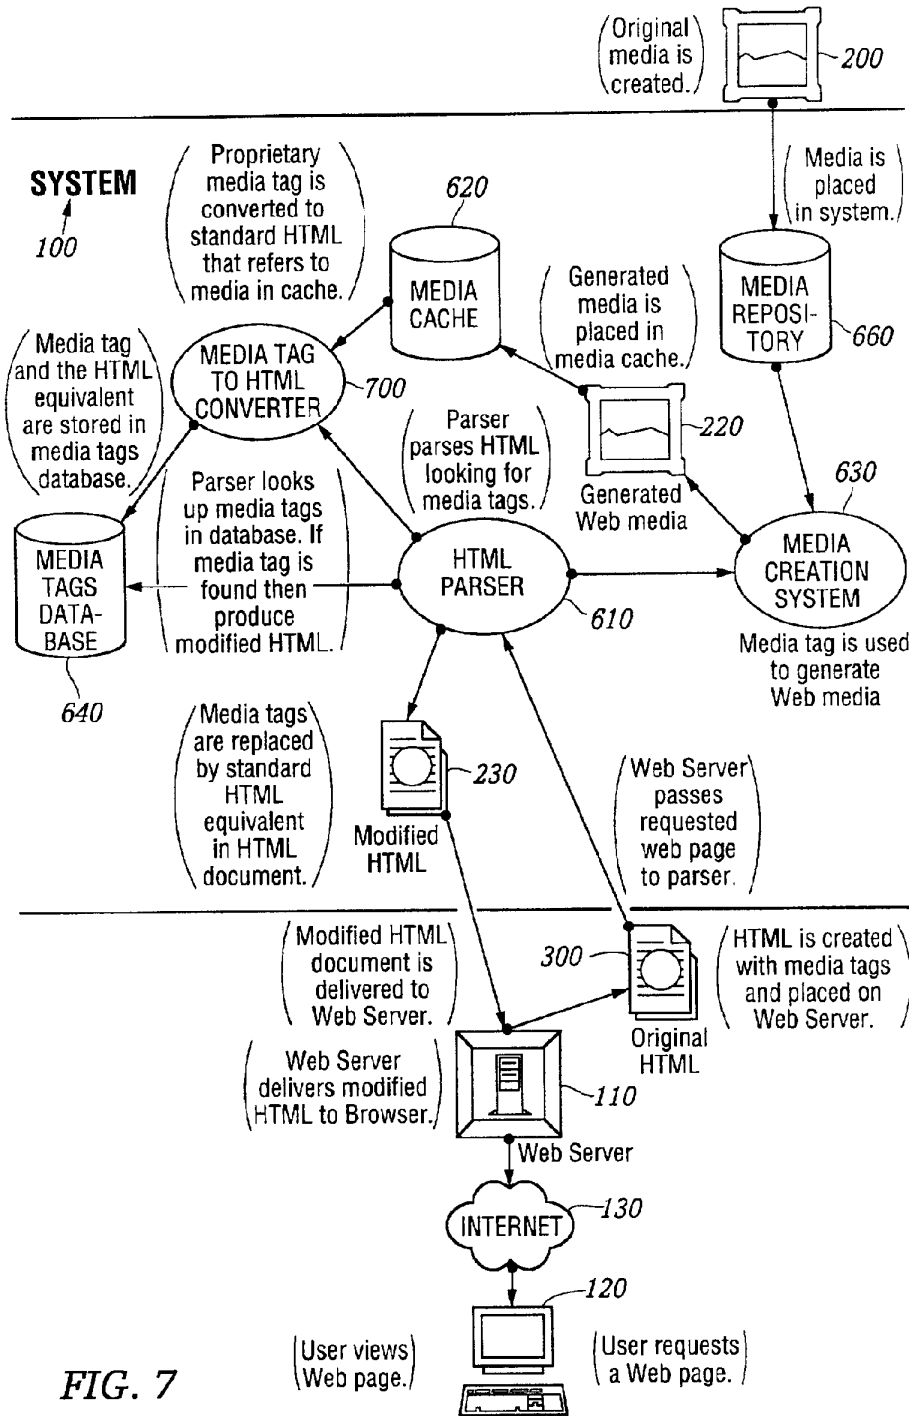 (Original
media is
created.)
200
SYSTEM
100
(Proprietary
media tag is
converted to
standard HTML
that refers to
media in cache.)
620
MEDIA
CACHE
(Media is
placed
in system.)
MEDIA
REPOSI-
TORY
660
(Generated
media is
placed in
media cache.)
(Media tag
and the HTML
equivalent
are stored in
media tags
database.)
MEDIA TAG
TO HTML
CONVERTER
700
220
Generated
Web media
(Parser
parses HTML
looking for
media tags.)
630
MEDIA
CREATION
SYSTEM
Media tag is used
to generate
Web media
(Parser looks
up media tags
in database. If
media tag is
found then
produce
modified HTML.)
HTML
PARSER
610
MEDIA
TAGS
DATA-
BASE
640
(Media tags
are replaced
by standard
HTML
equivalent
in HTML
document.)
230
Modified
HTML
(Web Server
passes
requested
web page
to parser.)
(Modified HTML
document is
delivered to
Web Server.)
300
Original
HTML
(HTML is created
with media tags
and placed on
Web Server.)
(Web Server
delivers modified
HTML to Browser.)
110
Web Server
INTERNET
130
120
(User views
Web page.)
(User requests
a Web page.)
FIG. 7